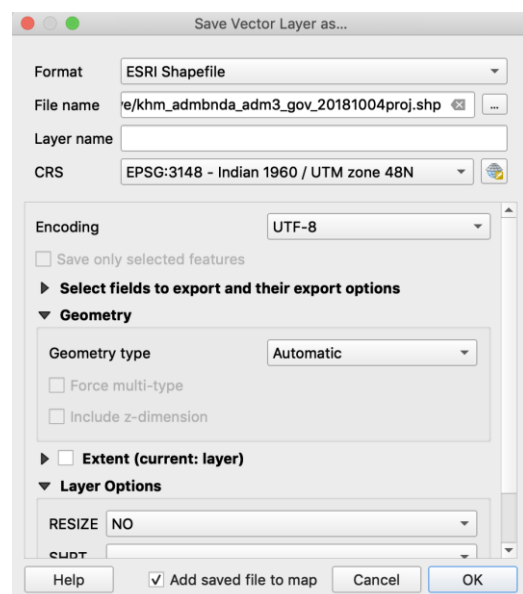 Save Vector Layer as...
Format ESRI Shapefile
File name e/khm_admbnda_adm3_gov_20181004proj.shp ...
Layer name
CRS EPSG:3148 - Indian 1960 / UTM zone 48N
Encoding UTF-8
Save only selected features
Select fields to export and their export options
Geometry
Geometry type Automatic
Force multi-type
Include z-dimension
Extent (current: layer)
Layer Options
RESIZE NO
SHPT
Help Add saved file to map Cancel OK